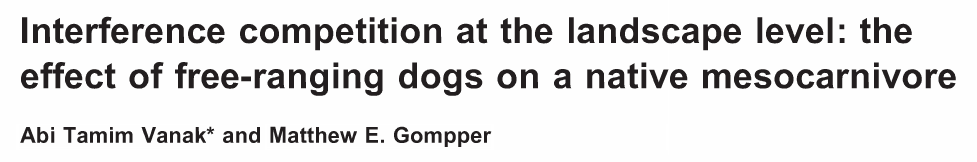 Interference competition at the landscape level: the
effect of free-ranging dogs on a native mesocarnivore
Abi Tamim Vanak* and Matthew E. Gompper